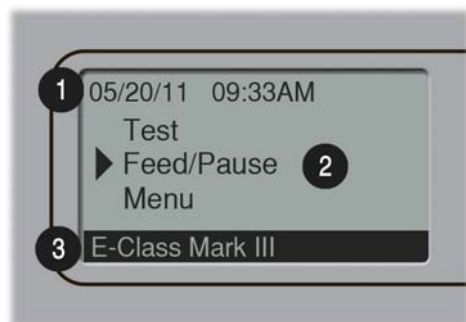 1 05/20/11 09:33AM
Test
Feed/Pause 2
Menu
3 E-Class Mark III